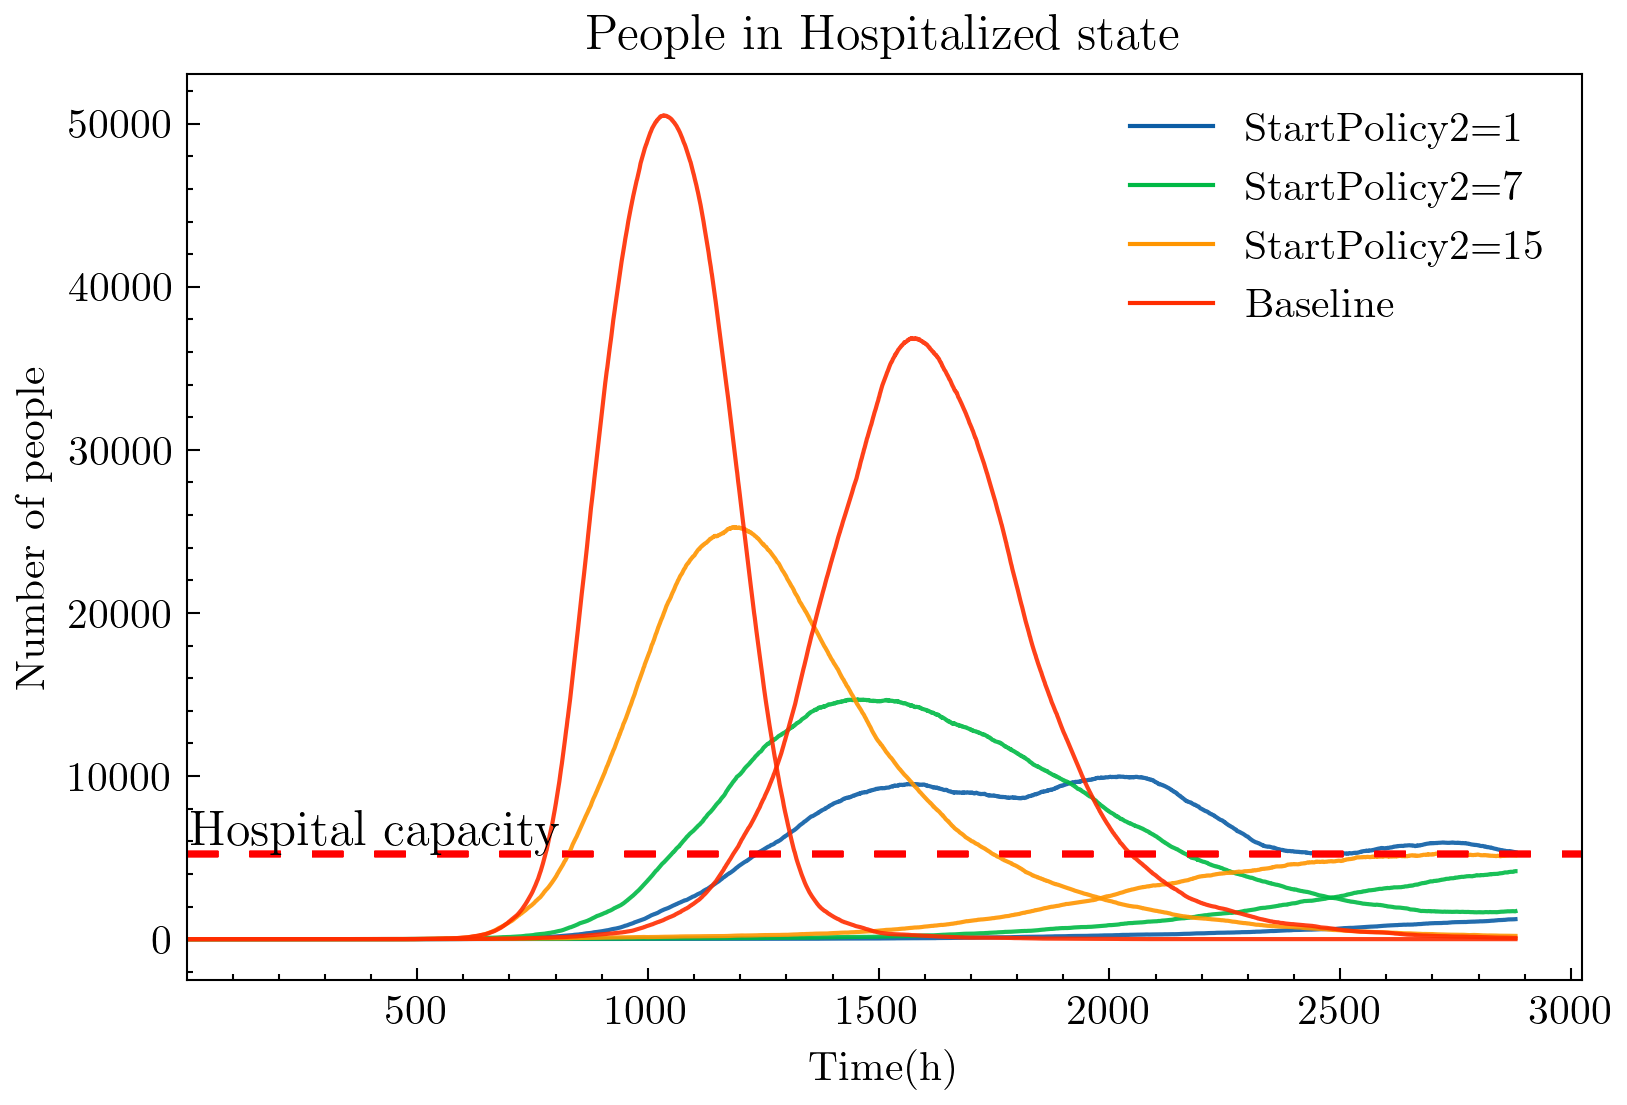 People in Hospitalized state
50000
40000
30000
20000
10000
0
Number of people
StartPolicy2=1
StartPolicy2=7
StartPolicy2=15
Baseline
Hospital capacity
500 1000 1500 2000 2500 3000
Time(h)